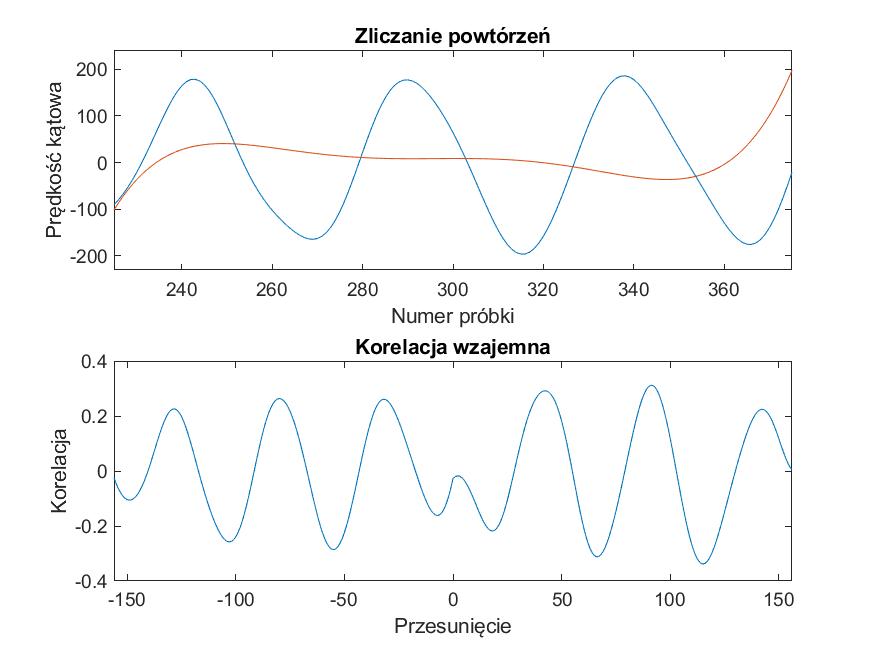 Zliczanie powtórzeń
Prędkość kątowa
200
100
0
-100
-200
240 260 280 300 320 340 360
Numer próbki
Korelacja wzajemna
Korelacja
0.4
0.2
0
-0.2
-0.4
-150 -100 -50 0 50 100 150
Przesunięcie